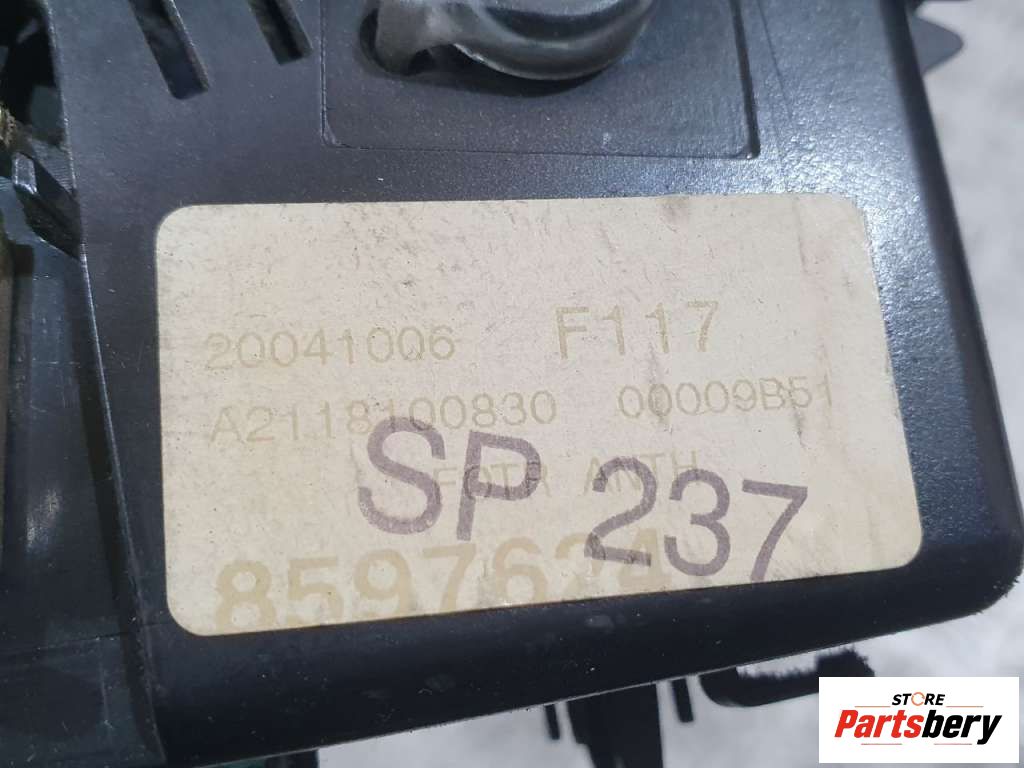 20041006 F117
A2118100830 00009B51
SP 237
STORE
Partsbery